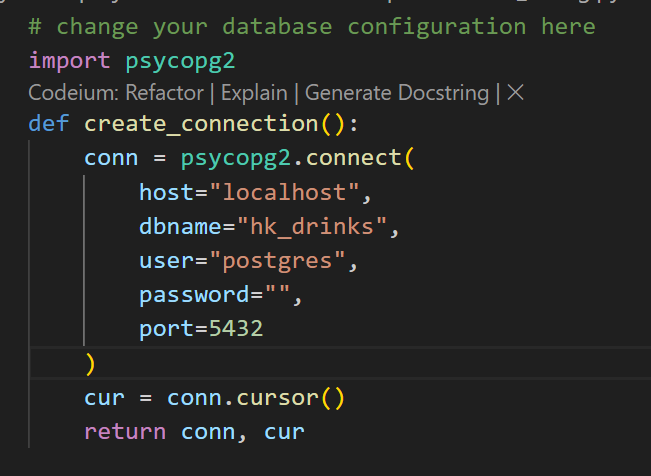 # change your database configuration here
import psycopg2
Codeium: Refactor | Explain | Generate Docstring | ×
def create_connection():
    conn = psycopg2.connect(
        host="localhost",
        dbname="hk_drinks",
        user="postgres",
        password="",
        port=5432
    )
    cur = conn.cursor()
    return conn, cur